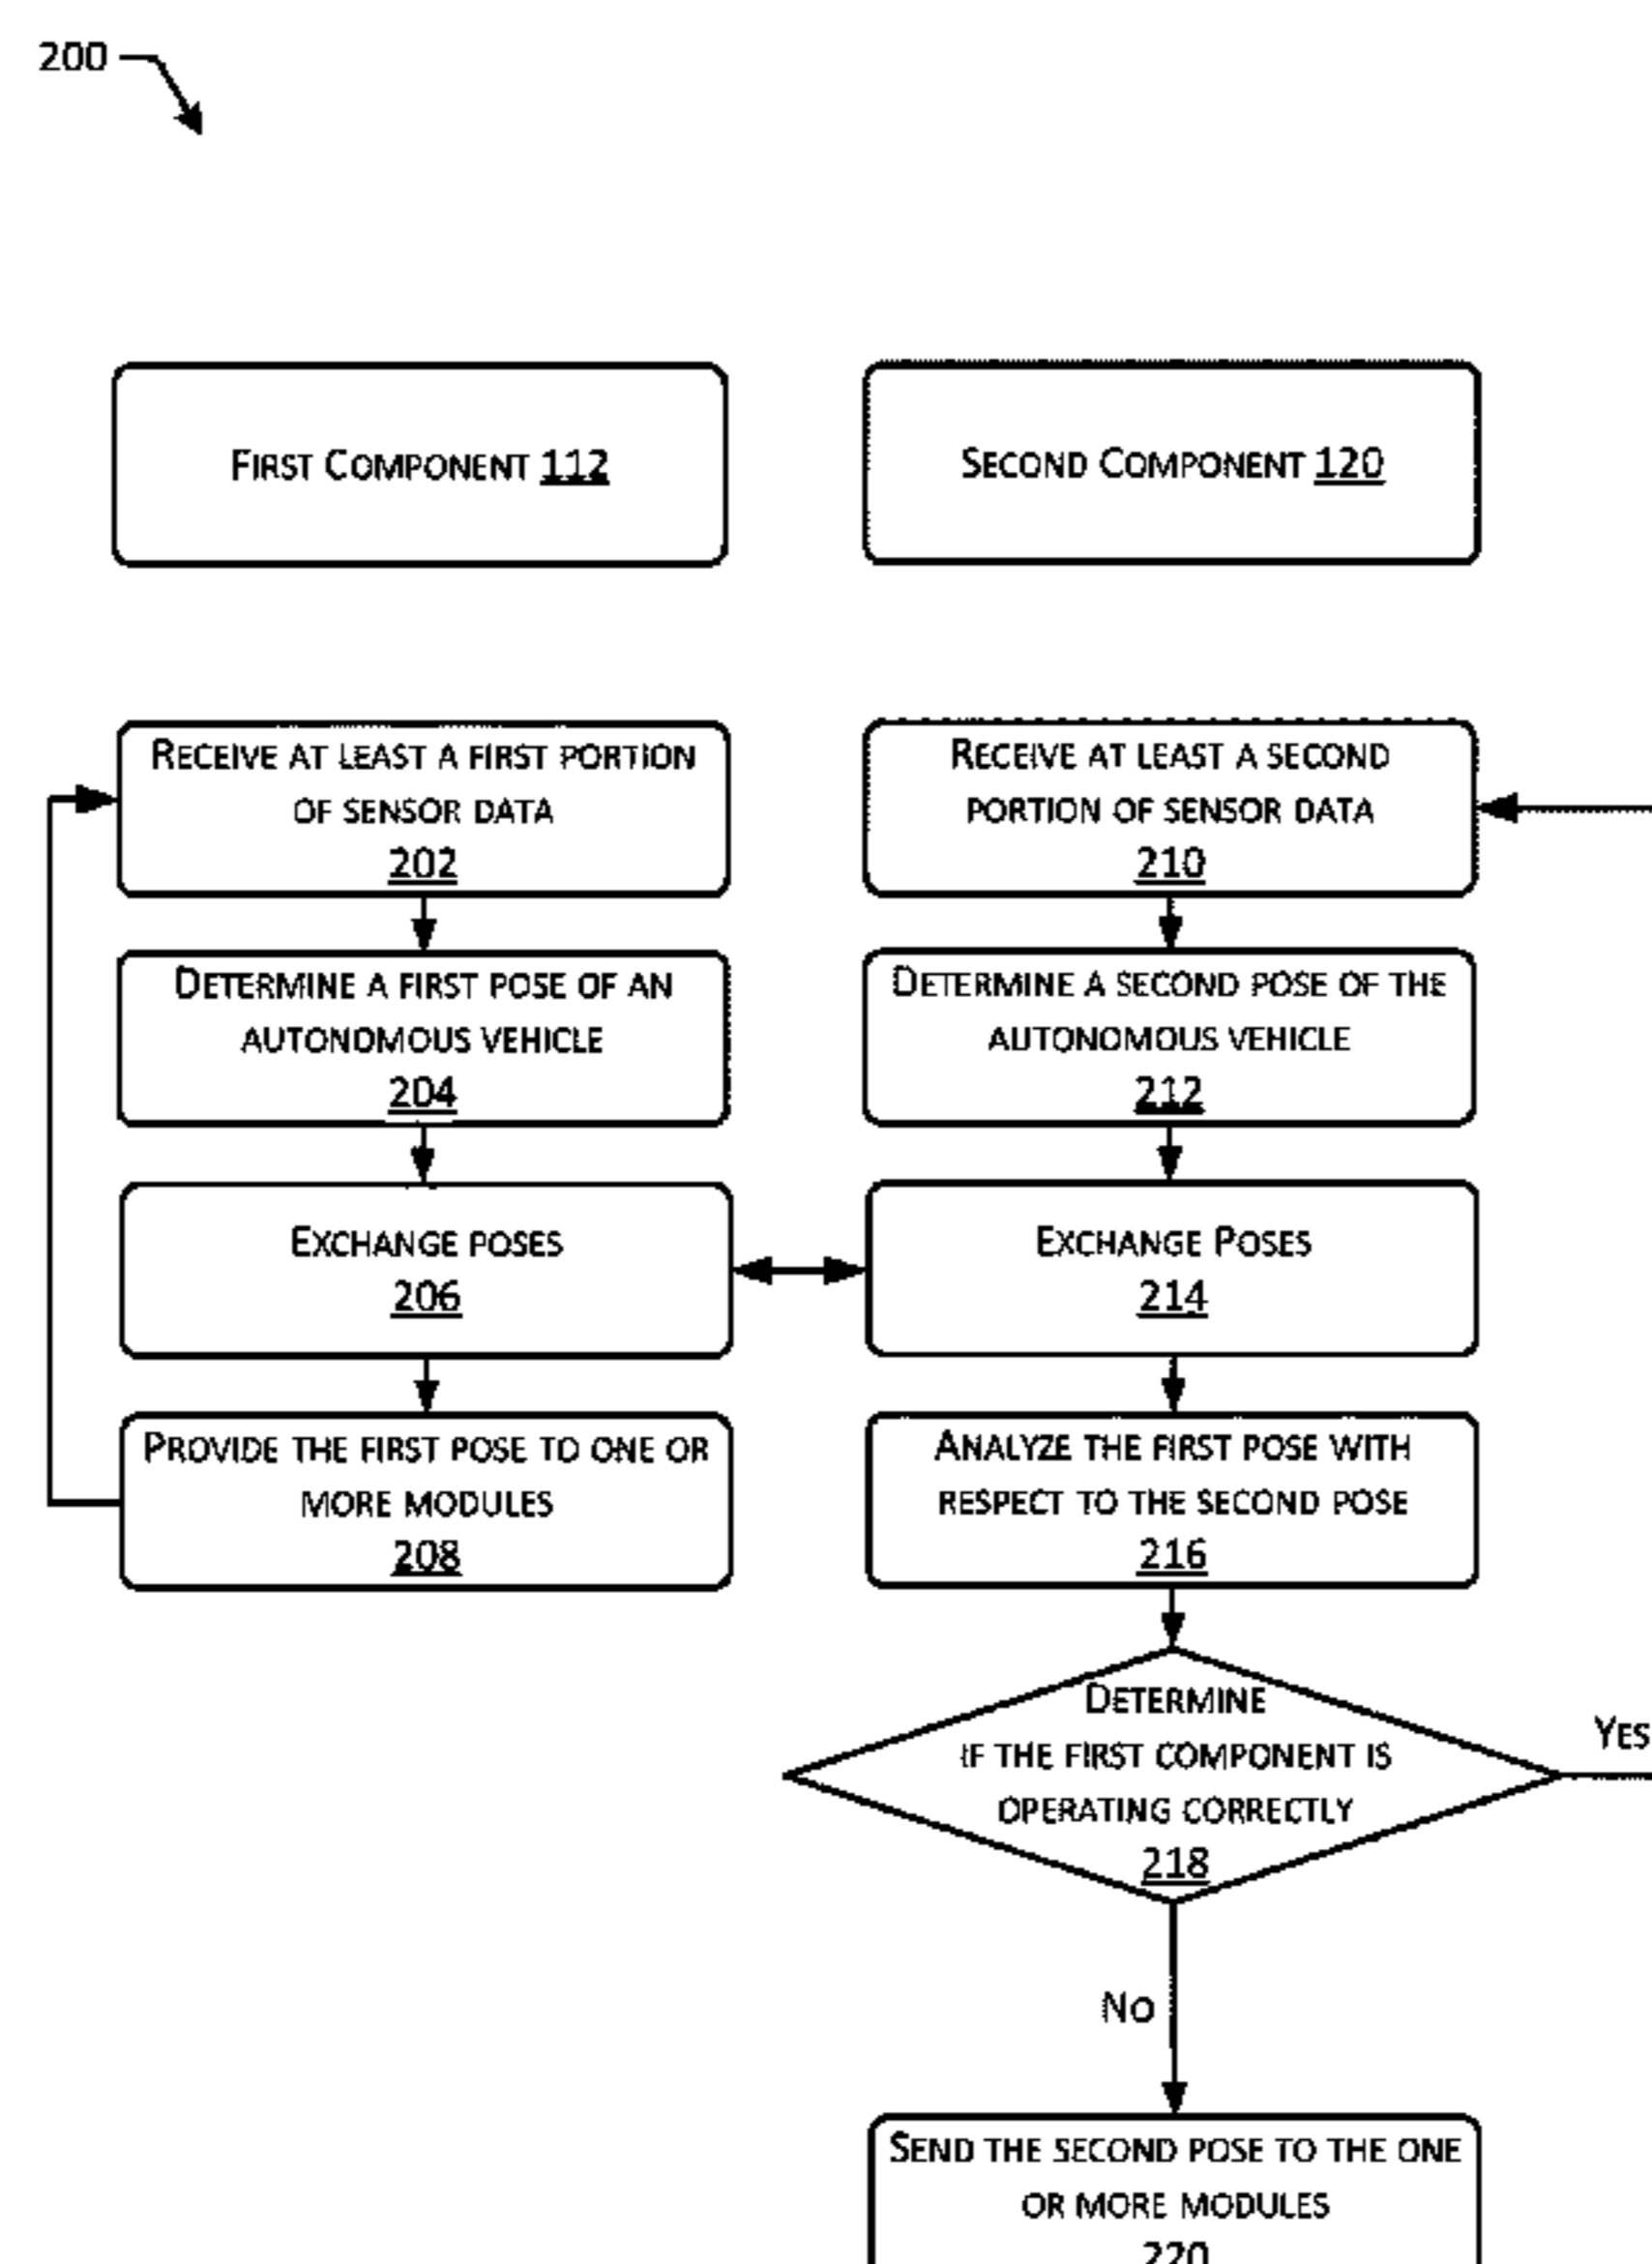 200
FIRST COMPONENT 112
SECOND COMPONENT 120
RECEIVE AT LEAST A FIRST PORTION
OF SENSOR DATA
202
DETERMINE A FIRST POSE OF AN
AUTONOMOUS VEHICLE
204
EXCHANGE POSES
206
PROVIDE THE FIRST POSE TO ONE OR
MORE MODULES
208
RECEIVE AT LEAST A SECOND
PORTION OF SENSOR DATA
210
DETERMINE A SECOND POSE OF THE
AUTONOMOUS VEHICLE
212
EXCHANGE POSES
214
ANALYZE THE FIRST POSE WITH
RESPECT TO THE SECOND POSE
216
DETERMINE
IF THE FIRST COMPONENT IS
OPERATING CORRECTLY
218
YES
NO
SEND THE SECOND POSE TO THE ONE
OR MORE MODULES
220